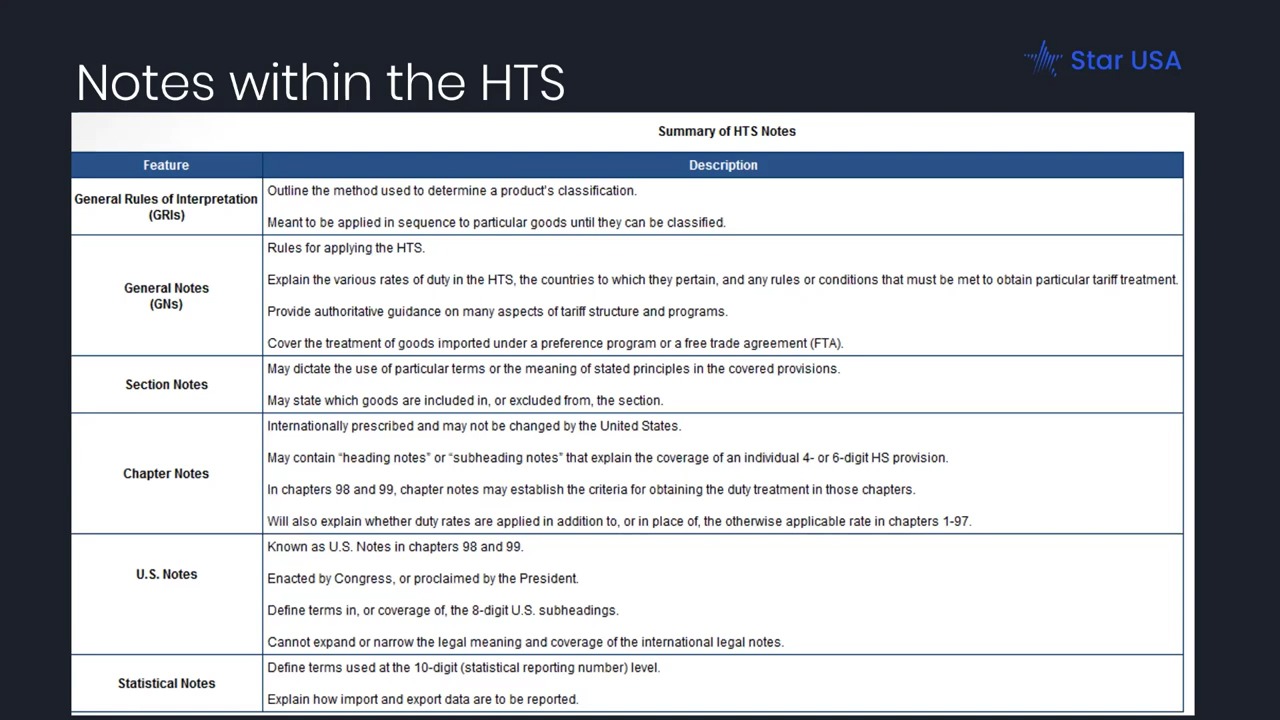 Notes within the HTS
Star USA
Summary of HTS Notes
Feature
Description
General Rules of Interpretation
(GRIs)
Outline the method used to determine a product's classification.
Meant to be applied in sequence to particular goods until they can be classified.
General Notes
(GNs)
Rules for applying the HTS.
Explain the various rates of duty in the HTS, the countries to which they pertain, and any rules or conditions that must be met to obtain particular tariff treatment.
Provide authoritative guidance on many aspects of tariff structure and programs.
Cover the treatment of goods imported under a preference program or a free trade agreement (FTA).
Section Notes
May dictate the use of particular terms or the meaning of stated principles in the covered provisions.
May state which goods are included in, or excluded from, the section.
Chapter Notes
Internationally prescribed and may not be changed by the United States.
May contain “heading notes” or “subheading notes” that explain the coverage of an individual 4- or 6-digit HS provision.
In chapters 98 and 99, chapter notes may establish the criteria for obtaining the duty treatment in those chapters.
Will also explain whether duty rates are applied in addition to, or in place of, the otherwise applicable rate in chapters 1-97.
U.S. Notes
Known as U.S. Notes in chapters 98 and 99.
Enacted by Congress, or proclaimed by the President.
Define terms in, or coverage of, the 8-digit U.S. subheadings.
Cannot expand or narrow the legal meaning and coverage of the international legal notes.
Statistical Notes
Define terms used at the 10-digit (statistical reporting number) level.
Explain how import and export data are to be reported.